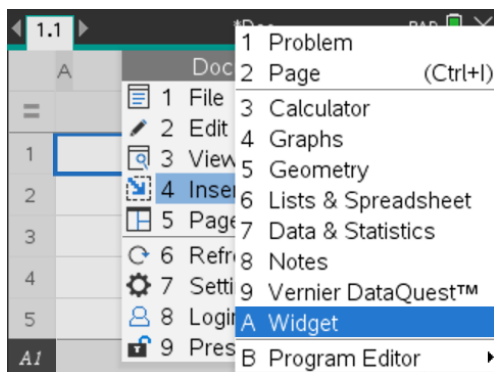 1.1 *Doc RAD
A
1 Problem
2 Page (Ctrl+I)
3 Calculator
4 Graphs
5 Geometry
6 Lists & Spreadsheet
7 Data & Statistics
8 Notes
9 Vernier DataQuest™
A Widget
B Program Editor
Doc
1 File
2 Edit
3 View
4 Inser
5 Page
6 Refre
7 Setti
8 Login
9 Pres
=
1
2
3
4
5
A1